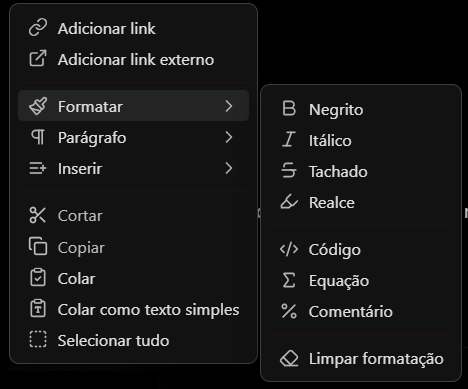 Adicionar link
Adicionar link externo
Formatar
Parágrafo
Inserir
Cortar
Copiar
Colar
Colar como texto simples
Selecionar tudo
Negrito
Itálico
Tachado
Realce
Código
Equação
Comentário
Limpar formatação